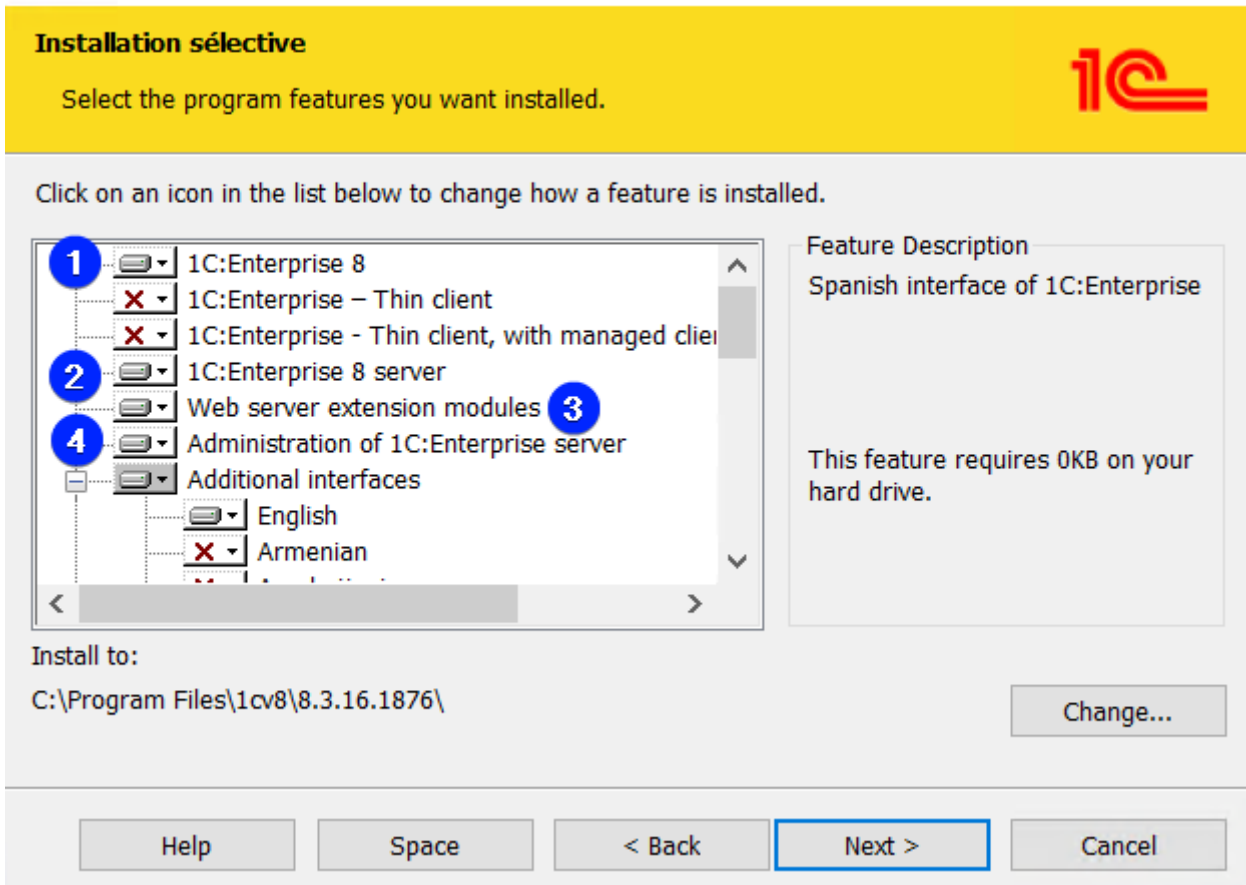 Installation sélective
Select the program features you want installed.
1C
Click on an icon in the list below to change how a feature is installed.
1 1C:Enterprise 8
1C:Enterprise – Thin client
1C:Enterprise - Thin client, with managed clie
2 1C:Enterprise 8 server
Web server extension modules 3
4 Administration of 1C:Enterprise server
Additional interfaces
English
Armenian
Feature Description
Spanish interface of 1C:Enterprise
This feature requires 0KB on your
hard drive.
Install to:
C:\Program Files\1cv8\8.3.16.1876\
Change...
Help
Space
< Back
Next >
Cancel